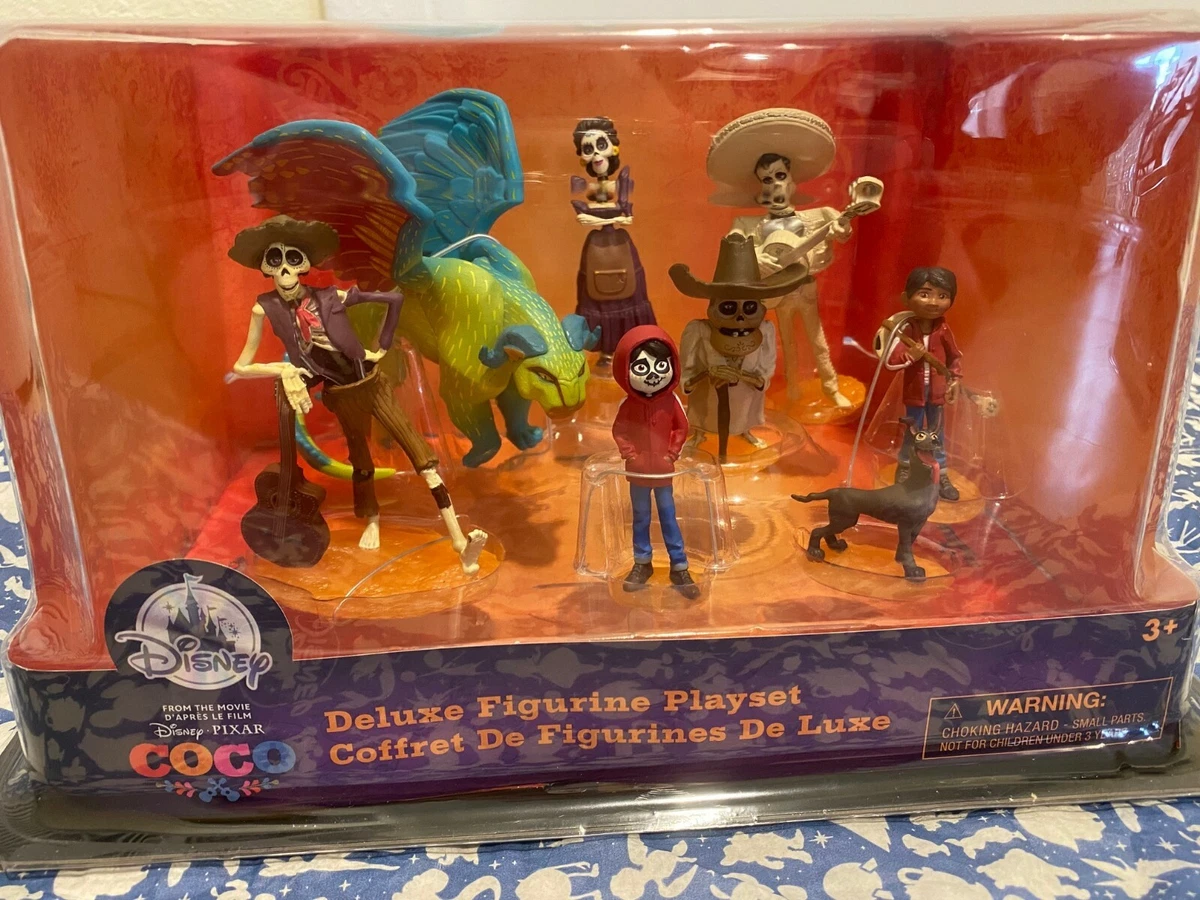 3+
Disney
FROM THE MOVIE
D'APRÈS LE FILM
Disney · PIXAR
COCO
Deluxe Figurine Playset
Coffret De Figurines De Luxe
⚠ WARNING:
CHOKING HAZARD - SMALL PARTS.
NOT FOR CHILDREN UNDER 3 YEARS.